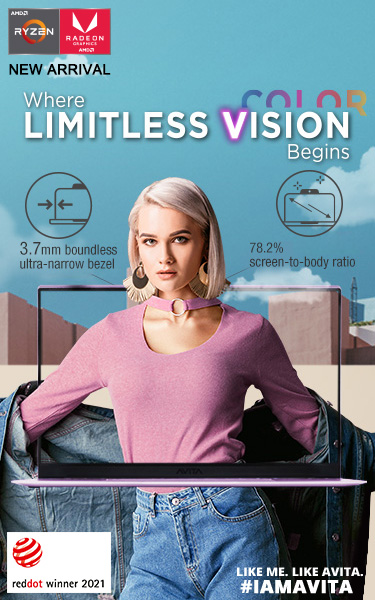 AMD
RYZEN
RADEON
GRAPHICS
AMD
NEW ARRIVAL
COLOR
Where
LIMITLESS VISION
Begins
3.7mm boundless
ultra-narrow bezel
78.2%
screen-to-body ratio
AVITA
reddot winner 2021
LIKE ME. LIKE AVITA.
#IAMAVITA